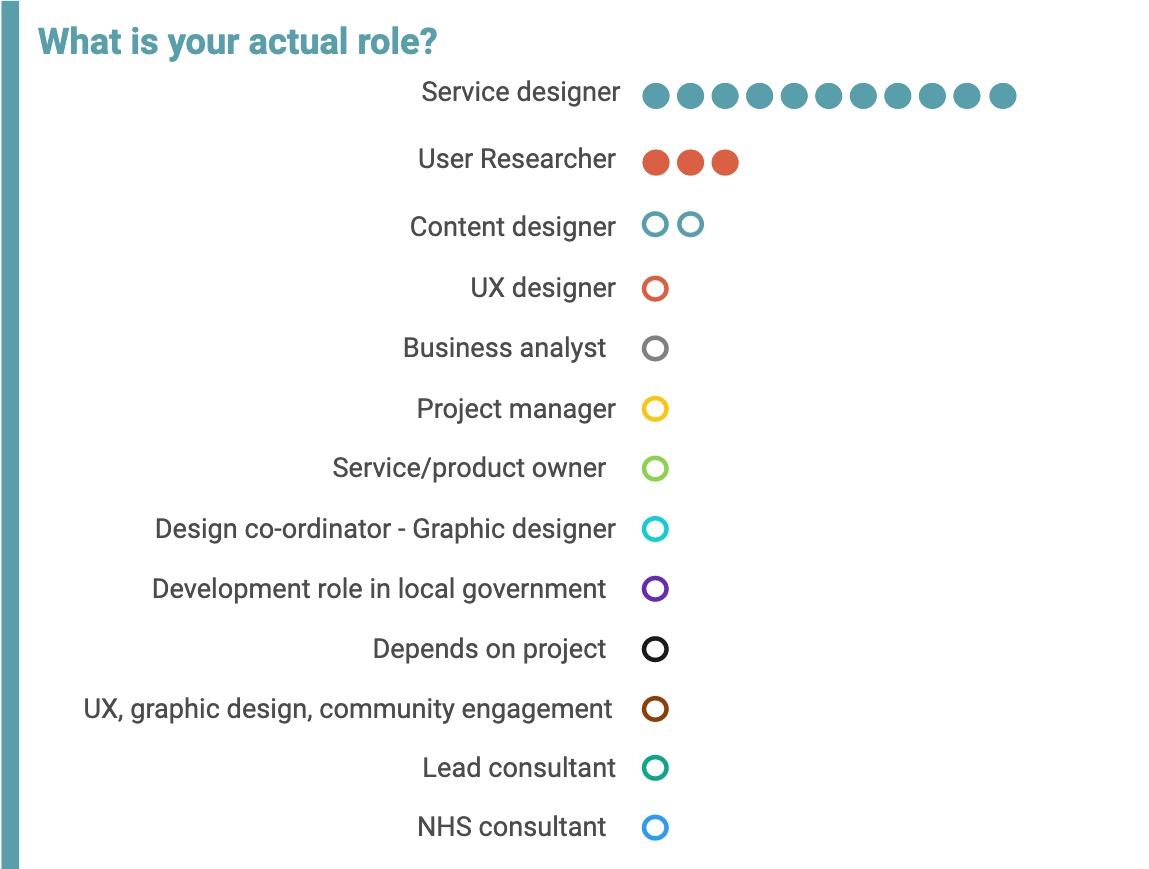 What is your actual role?
Service designer
User Researcher
Content designer
UX designer
Business analyst
Project manager
Service/product owner
Design co-ordinator - Graphic designer
Development role in local government
Depends on project
UX, graphic design, community engagement
Lead consultant
NHS consultant